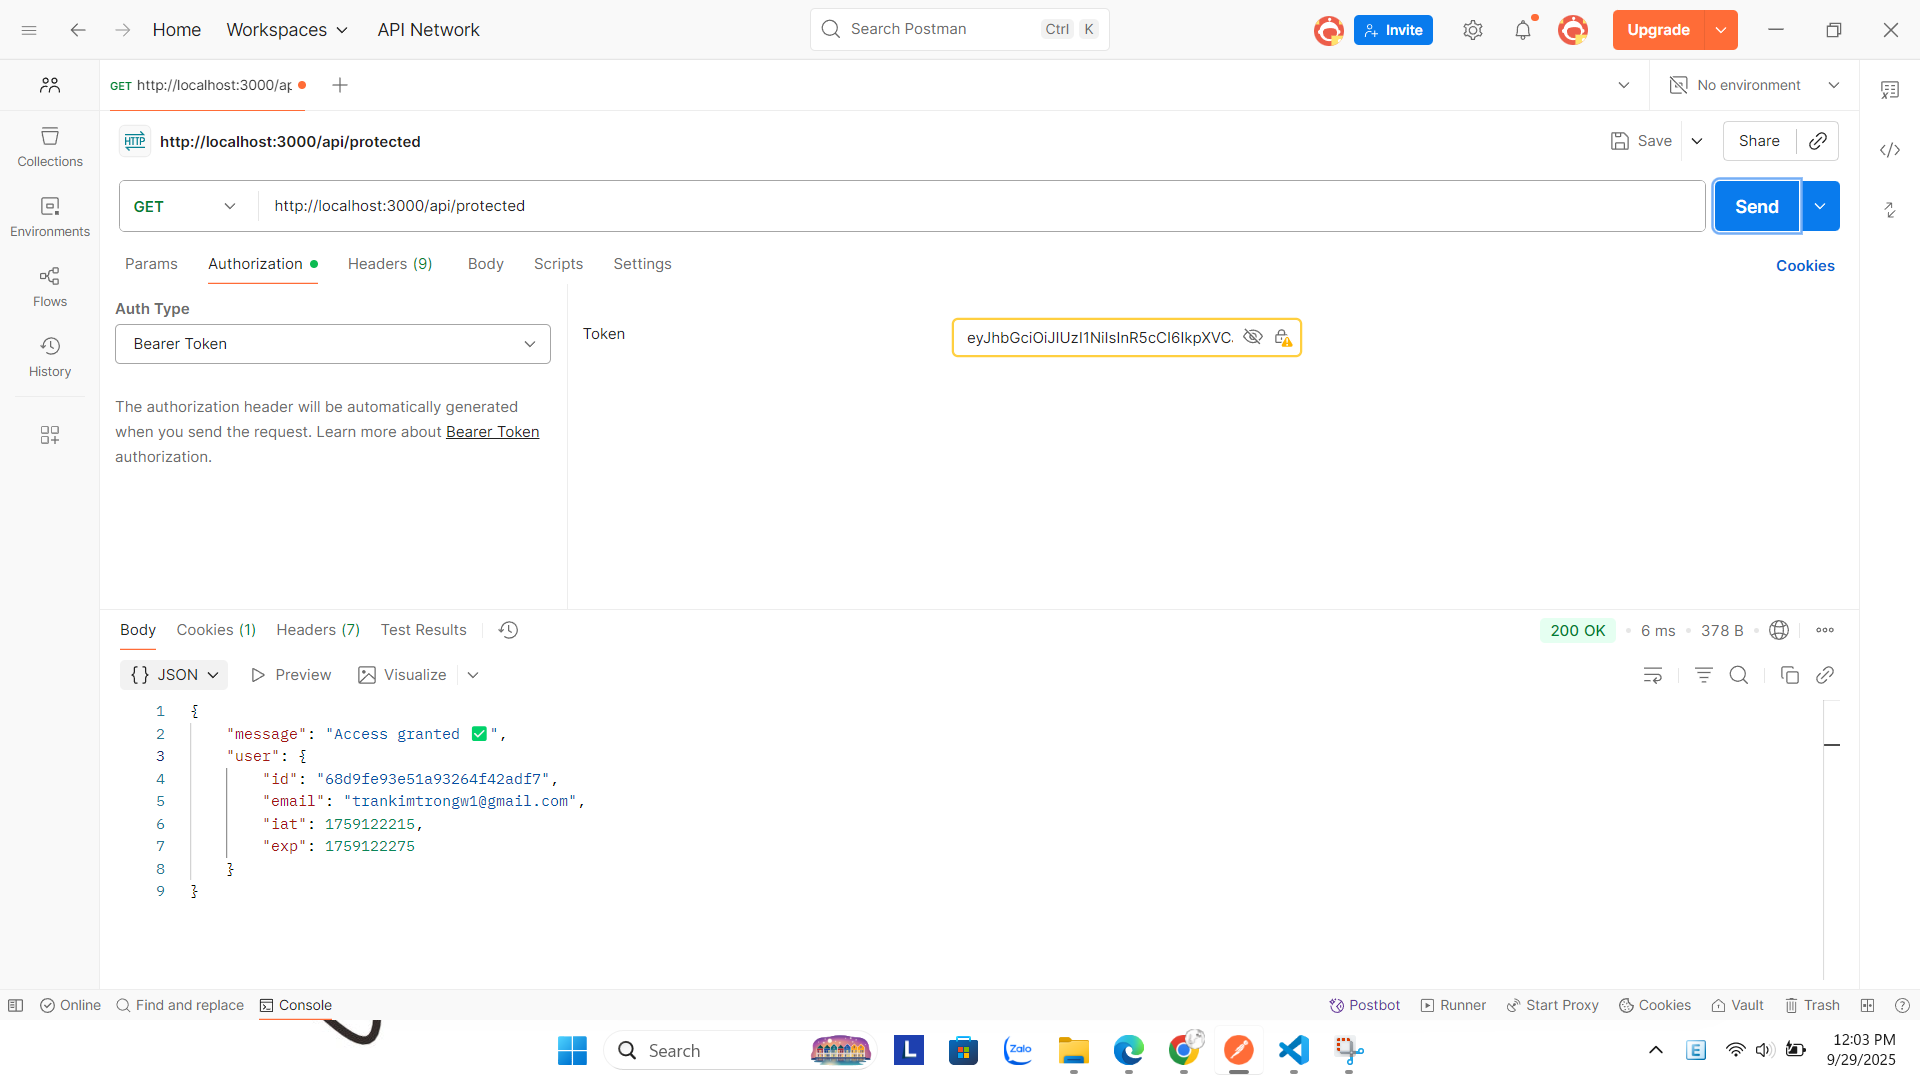 Home Workspaces API Network
Search Postman Ctrl K
Invite Upgrade
GET http://localhost:3000/ap
No environment
Collections
Environments
Flows
History
HTTP http://localhost:3000/api/protected
Save Share
GET http://localhost:3000/api/protected Send
Params Authorization Headers (9) Body Scripts Settings Cookies
Auth Type
Bearer Token
The authorization header will be automatically generated
when you send the request. Learn more about Bearer Token
authorization.
Token eyJhbGciOiJIUzI1NiIsInR5cCI6IkpXVC.
Body Cookies (1) Headers (7) Test Results
200 OK 6 ms 378 B
{} JSON Preview Visualize
1 {
2 "message": "Access granted ✅",
3 "user": {
4 "id": "68d9fe93e51a93264f42adf7",
5 "email": "trankimtrongw1@gmail.com",
6 "iat": 1759122215,
7 "exp": 1759122275
8 }
9 }
Online Find and replace Console
Postbot Runner Start Proxy Cookies Vault Trash
Search
L
Zalo
E
12:03 PM
9/29/2025